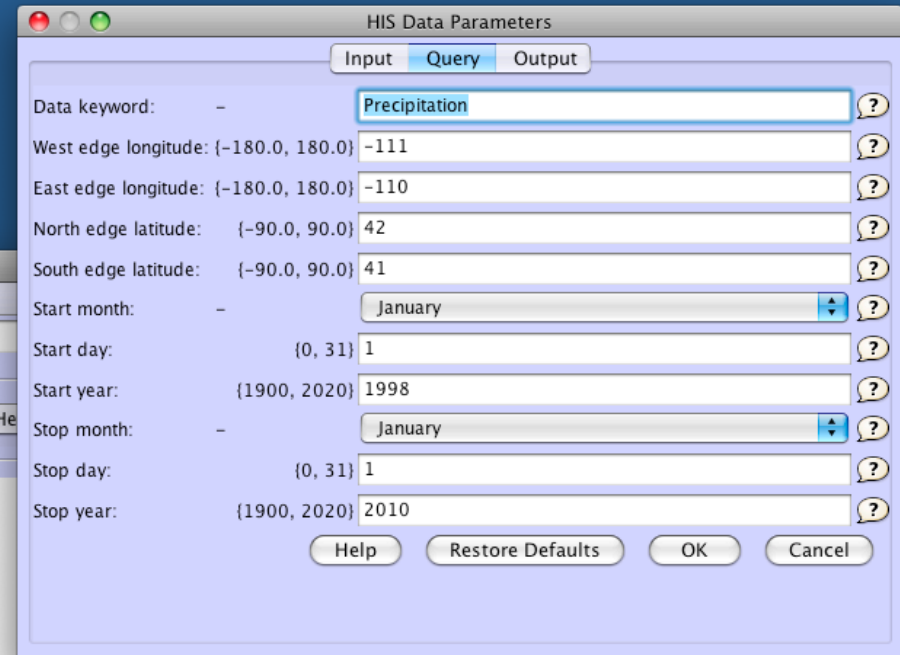 HIS Data Parameters
Input Query Output
Data keyword: – Precipitation ?
West edge longitude: {-180.0, 180.0} -111 ?
East edge longitude: {-180.0, 180.0} -110 ?
North edge latitude: {-90.0, 90.0} 42 ?
South edge latitude: {-90.0, 90.0} 41 ?
Start month: – January ?
Start day: {0, 31} 1 ?
Start year: {1900, 2020} 1998 ?
He
Stop month: – January ?
Stop day: {0, 31} 1 ?
Stop year: {1900, 2020} 2010 ?
Help Restore Defaults OK Cancel